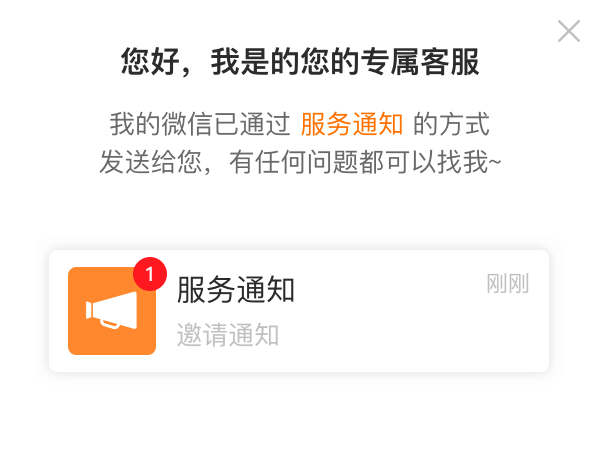 您好，我是的您的专属客服
我的微信已通过 服务通知 的方式
发送给您，有任何问题都可以找我~
1
服务通知
刚刚
邀请通知